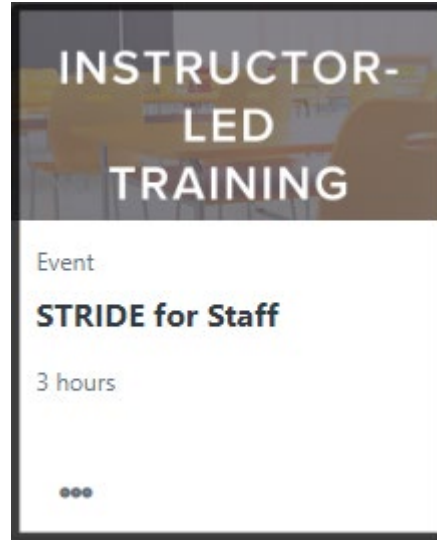 INSTRUCTOR-
LED
TRAINING
Event
STRIDE for Staff
3 hours